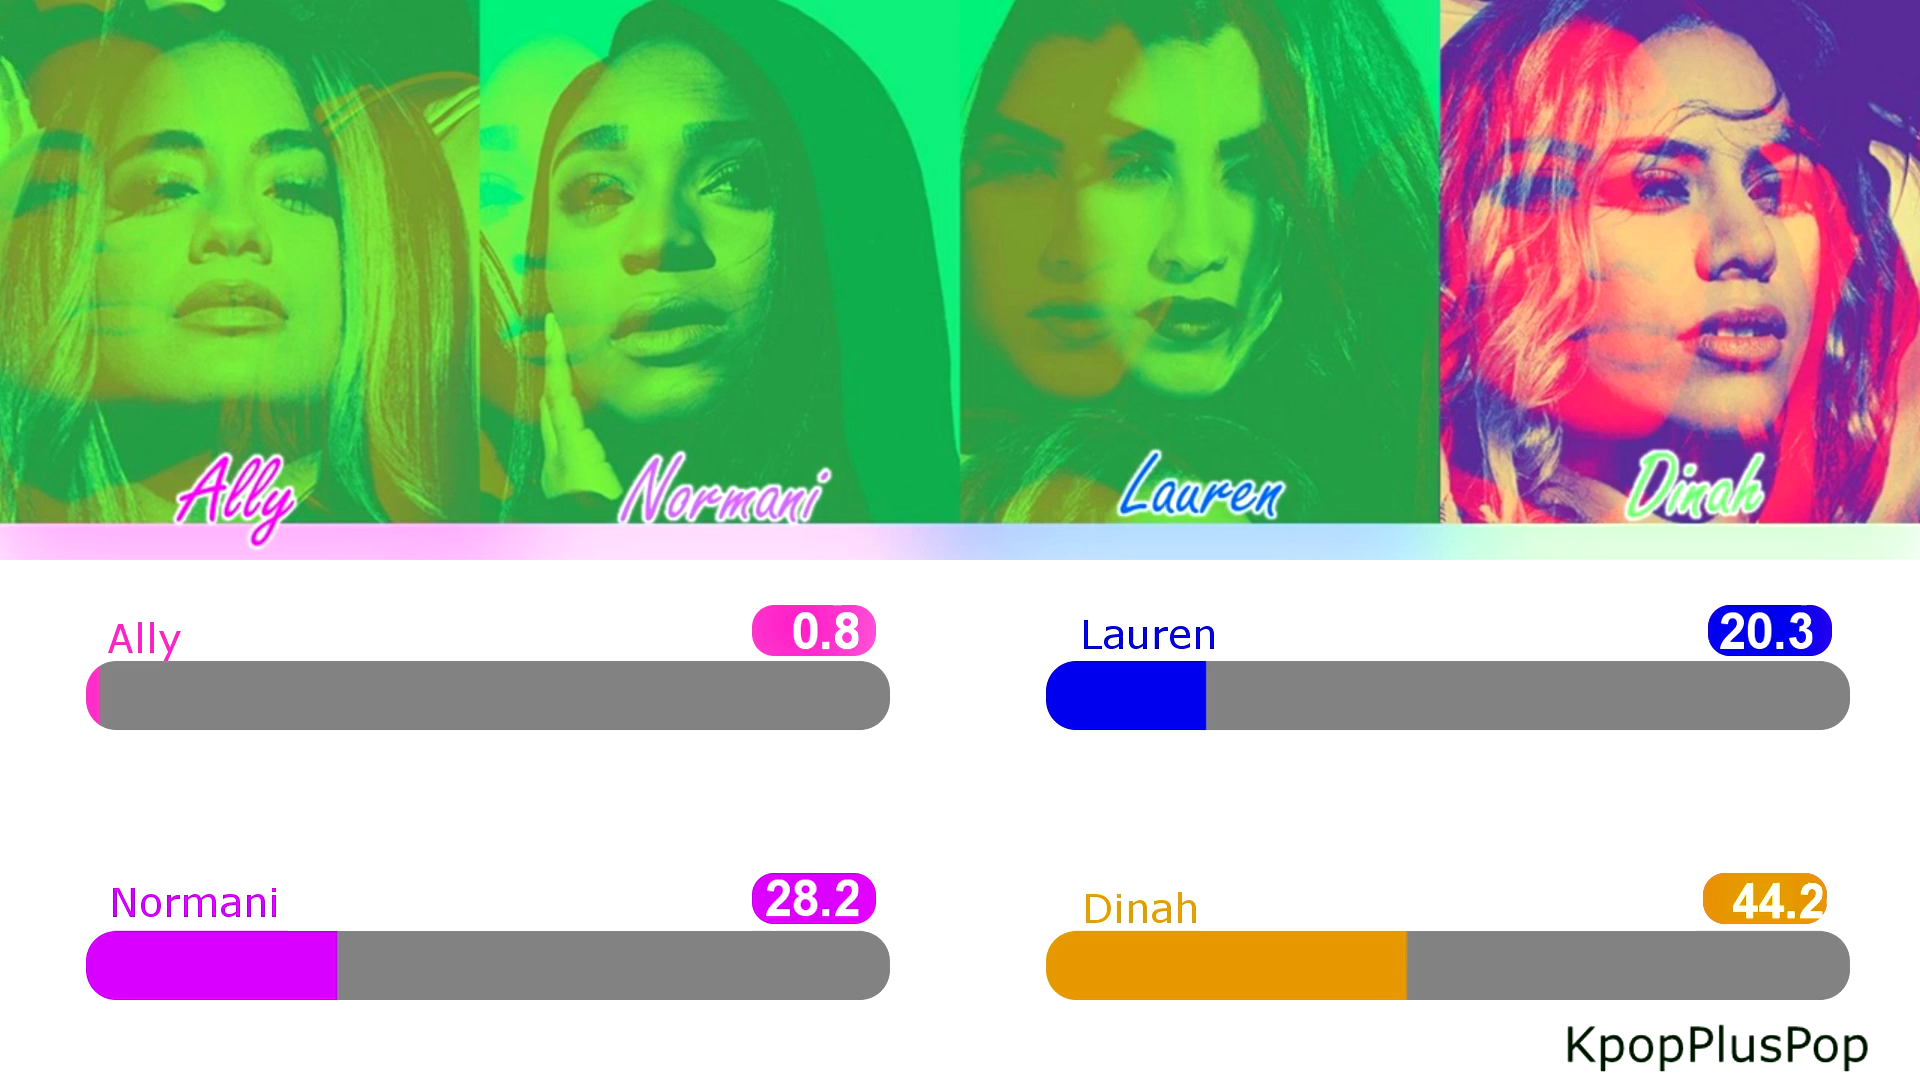 Ally
Normani
Lauren
Dinah
Ally
0.8
Lauren
20.3
Normani
28.2
Dinah
44.2
KpopPlusPop